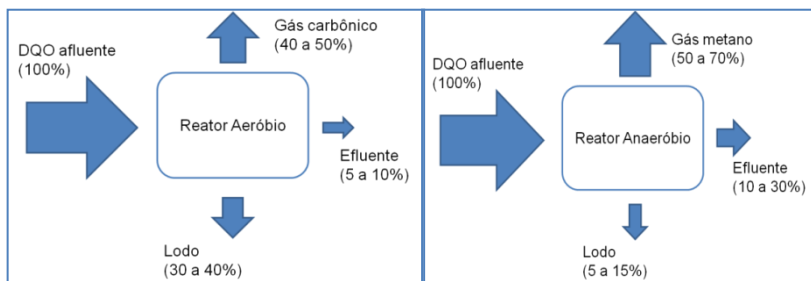 Gás carbônico
(40 a 50%)
DQO afluente
(100%)
Reator Aeróbio
Efluente
(5 a 10%)
Lodo
(30 a 40%)
Gás metano
(50 a 70%)
DQO afluente
(100%)
Reator Anaeróbio
Efluente
(10 a 30%)
Lodo
(5 a 15%)